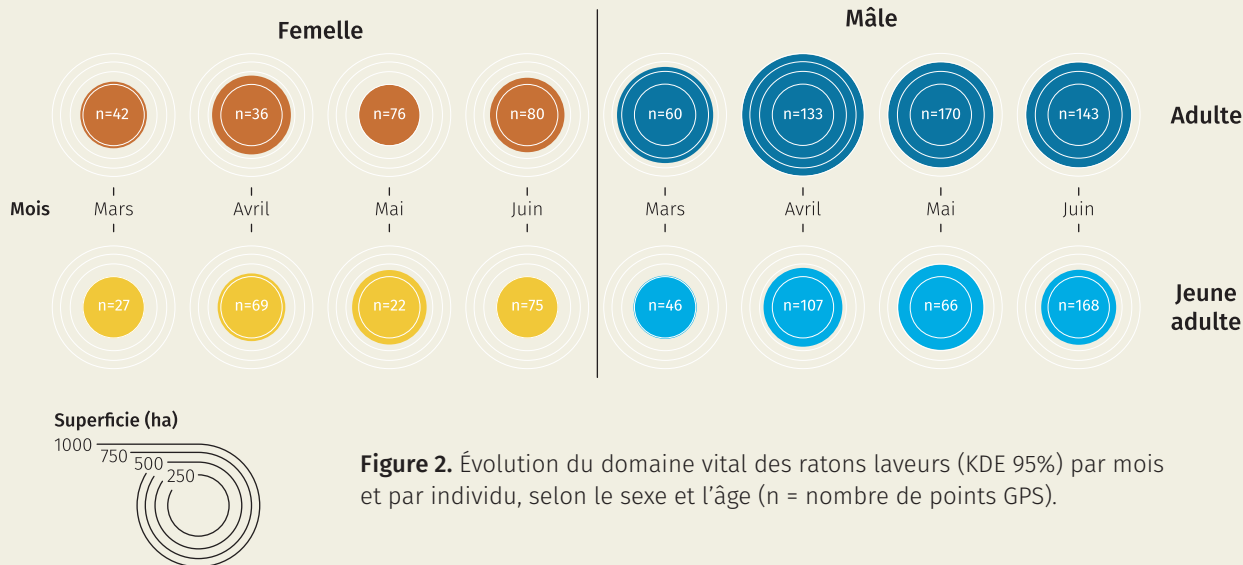 Femelle
Mâle
n=42 n=36 n=76 n=80 n=60 n=133 n=170 n=143 Adulte
Mois Mars Avril Mai Juin Mars Avril Mai Juin
n=27 n=69 n=22 n=75 n=46 n=107 n=66 n=168 Jeune
adulte
Superficie (ha)
1000
750
500
250
Figure 2. Évolution du domaine vital des ratons laveurs (KDE 95%) par mois
et par individu, selon le sexe et l’âge (n = nombre de points GPS).